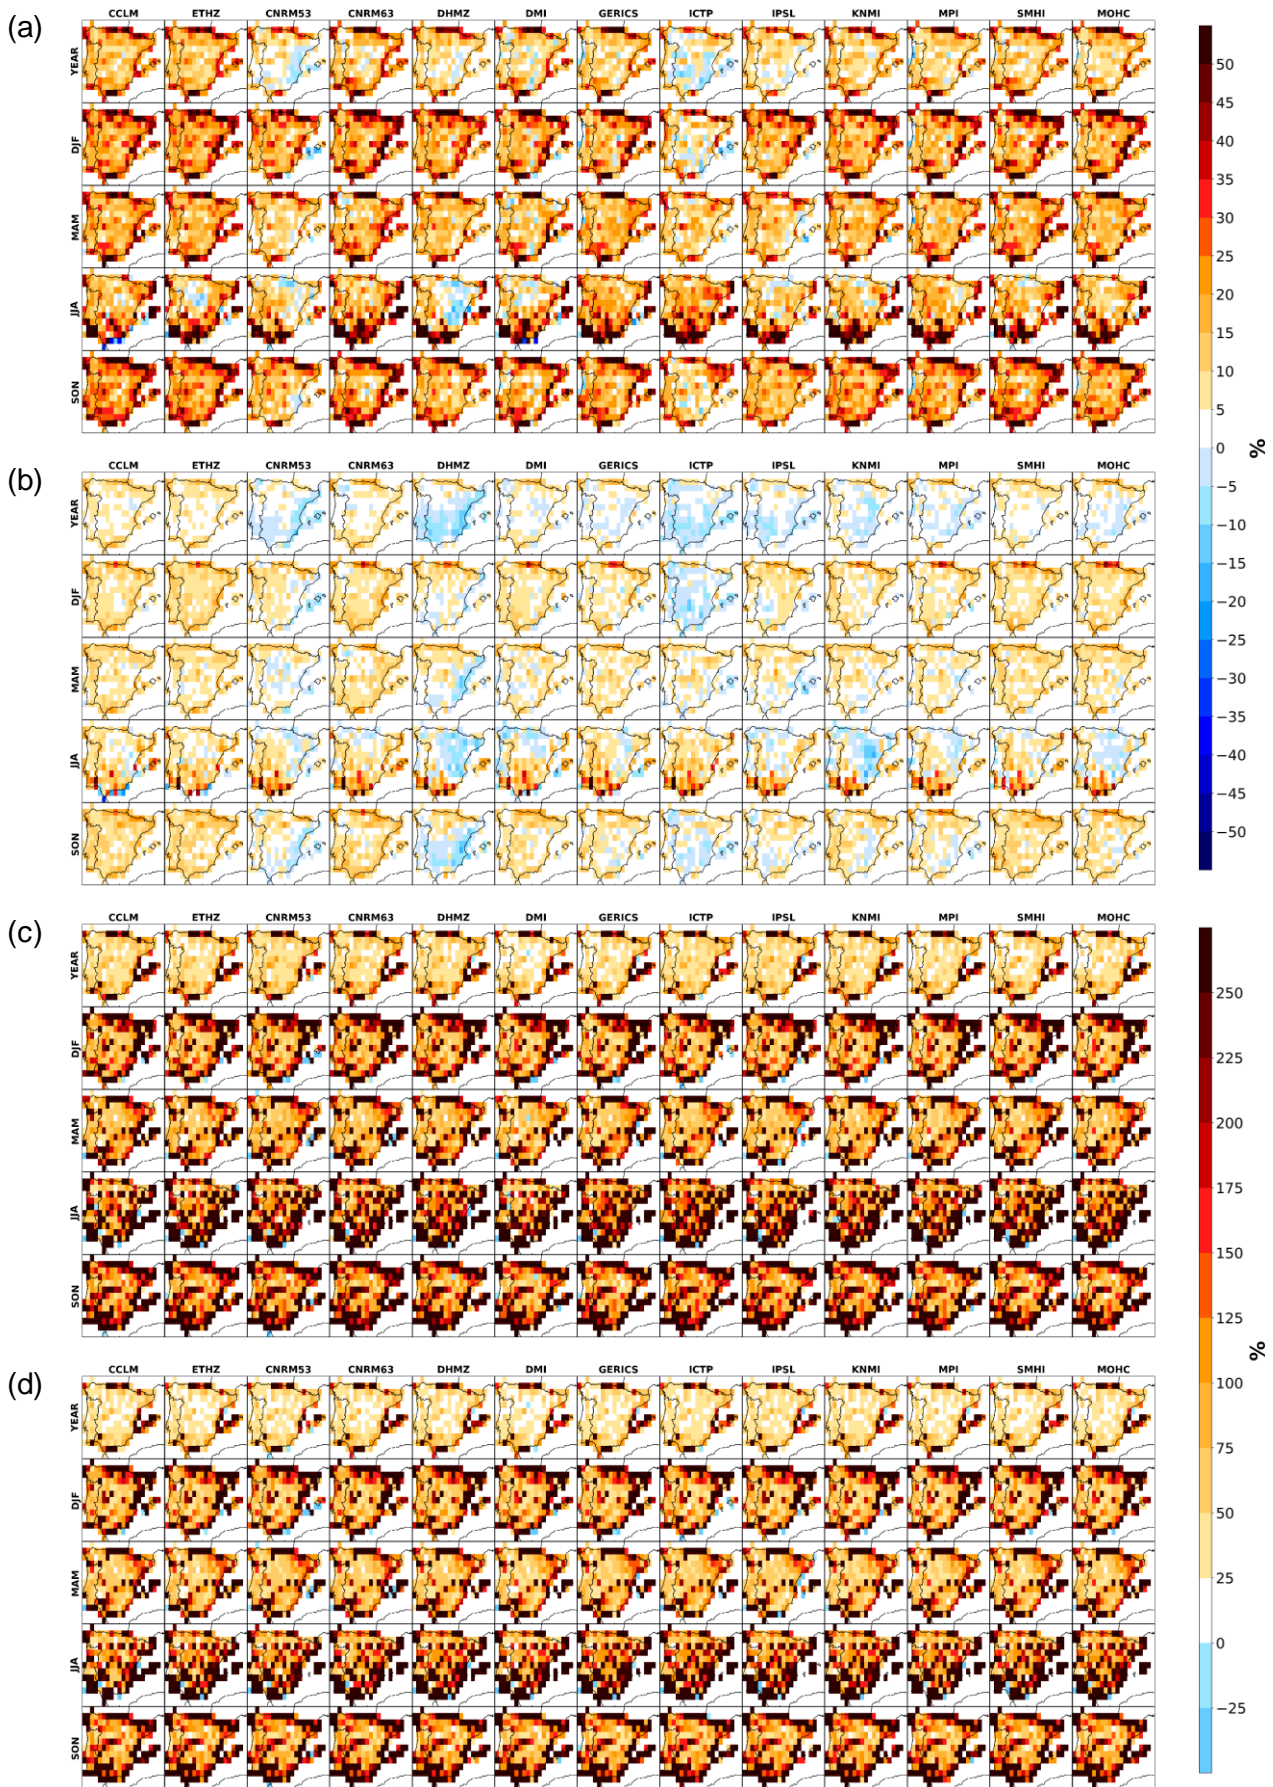 (a)
CCLM ETHZ CNRM53 CNRM63 DHMZ DMI GERICS ICTP IPSL KNMI MPI SMHI MOHC
YEAR
DJF
MAM
JJA
SON
(b)
CCLM ETHZ CNRM53 CNRM63 DHMZ DMI GERICS ICTP IPSL KNMI MPI SMHI MOHC
YEAR
DJF
MAM
JJA
SON
50
45
40
35
30
25
20
15
10
5
0
−5
−10
−15
−20
−25
−30
−35
−40
−45
−50
%
(c)
CCLM ETHZ CNRM53 CNRM63 DHMZ DMI GERICS ICTP IPSL KNMI MPI SMHI MOHC
YEAR
DJF
MAM
JJA
SON
(d)
CCLM ETHZ CNRM53 CNRM63 DHMZ DMI GERICS ICTP IPSL KNMI MPI SMHI MOHC
YEAR
DJF
MAM
JJA
SON
250
225
200
175
150
125
100
75
50
25
0
−25
%